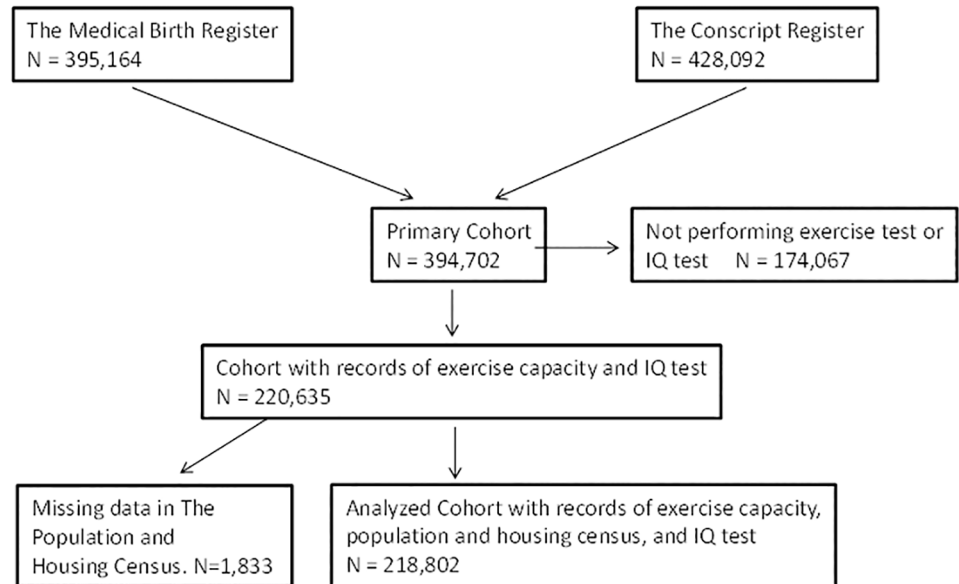 The Medical Birth Register
N = 395,164
The Conscript Register
N = 428,092
Primary Cohort
N = 394,702
Not performing exercise test or
IQ test N = 174,067
Cohort with records of exercise capacity and IQ test
N = 220,635
Missing data in The
Population and
Housing Census. N=1,833
Analyzed Cohort with records of exercise capacity,
population and housing census, and IQ test
N = 218,802